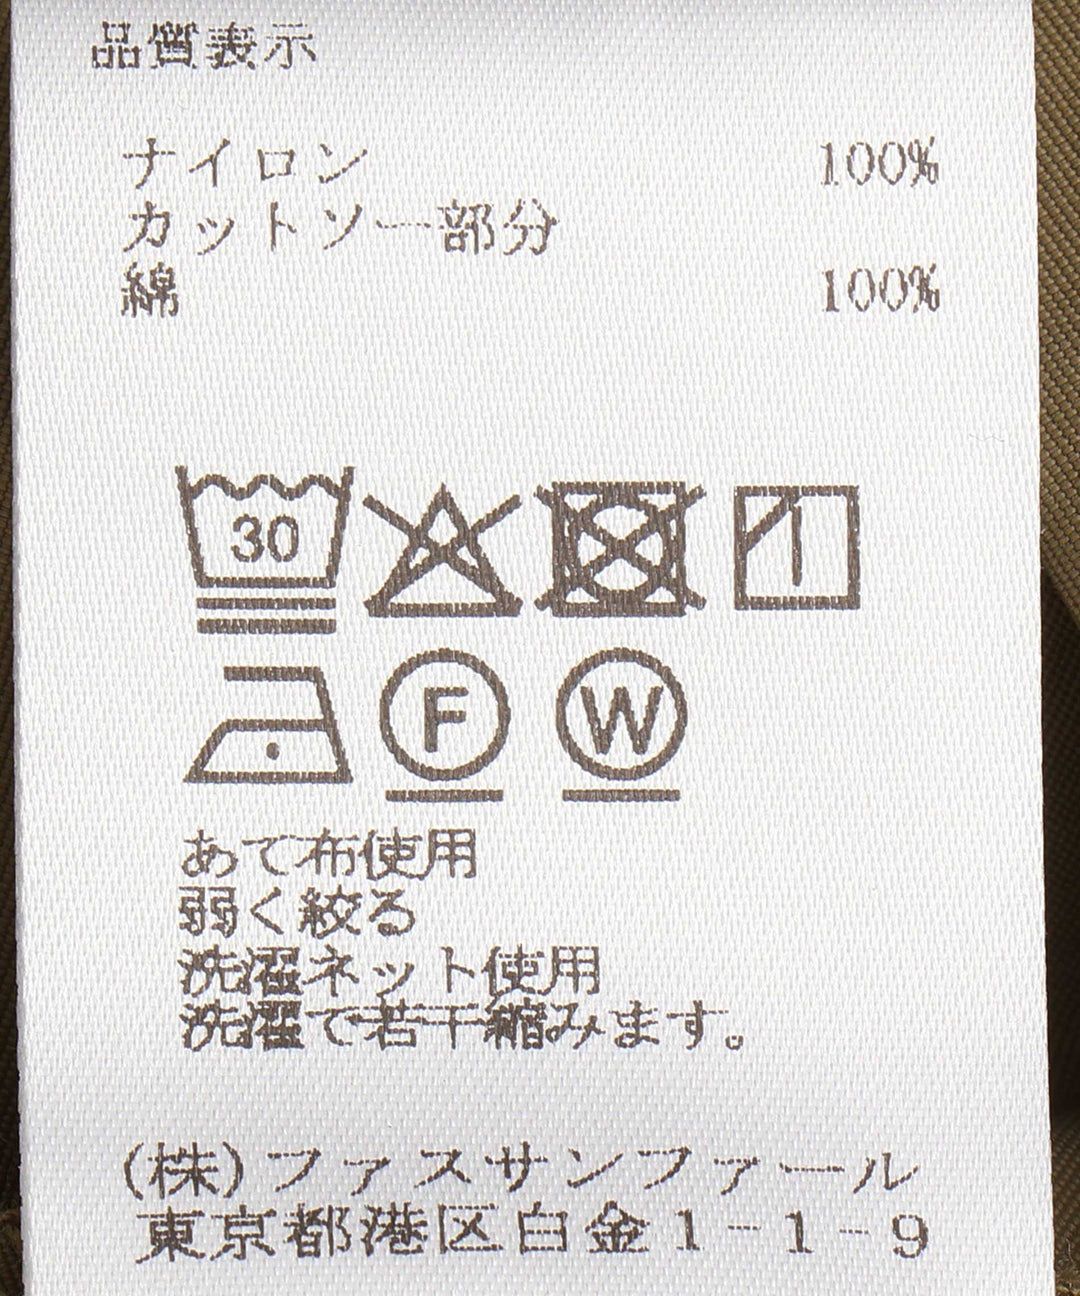 品質表示
ナイロン 100%
カットソー部分
綿 100%
30
F W
あて布使用
弱く絞る
洗濯ネット使用
洗濯で若干縮みます。
(株)ファスサンファール
東京都港区白金1-1-9